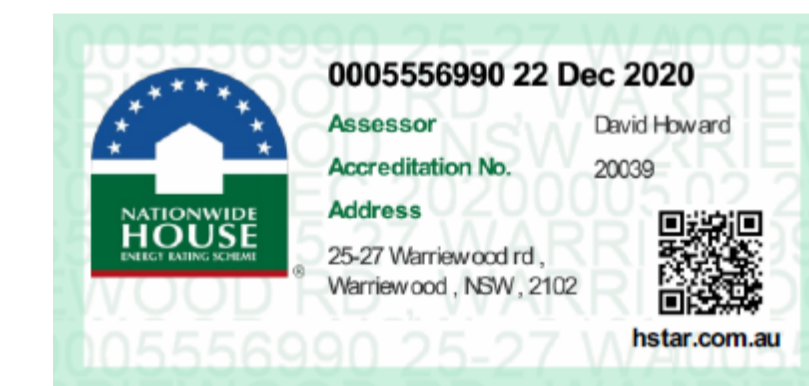 0005556990 22 Dec 2020
Assessor David Howard
Accreditation No. 20039
Address
25-27 Warriewood rd ,
Warriewood , NSW , 2102
NATIONWIDE
HOUSE
ENERGY RATING SCHEME
®
hstar.com.au